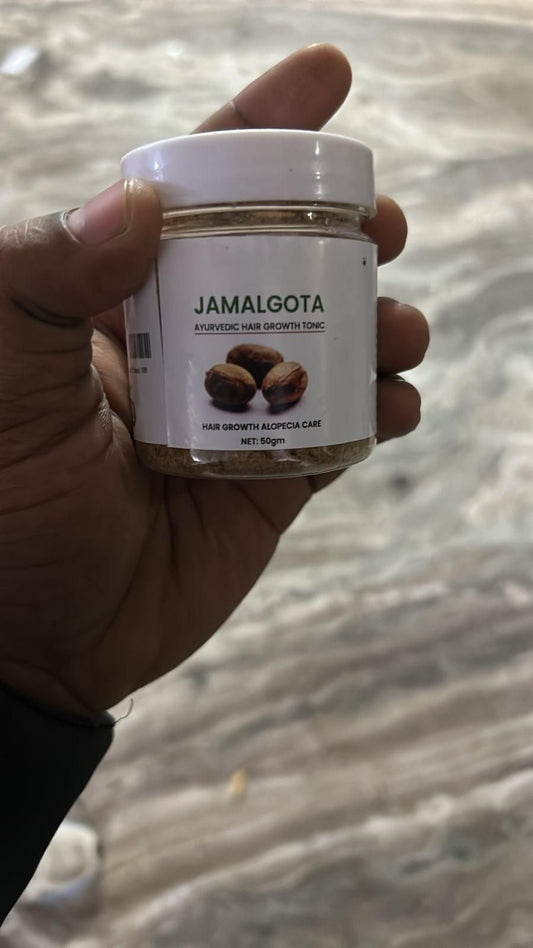 JAMALGOTA
AYURVEDIC HAIR GROWTH TONIC
HAIR GROWTH ALOPECIA CARE
NET: 50gm